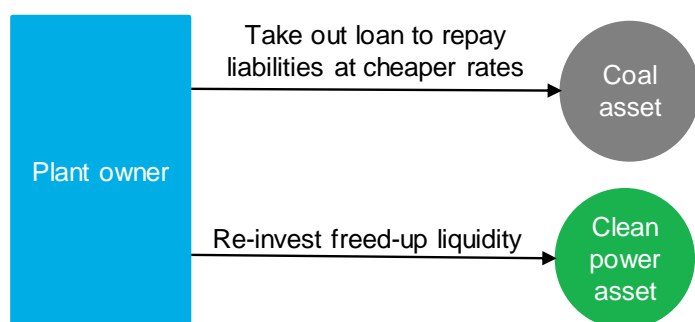 Take out loan to repay
liabilities at cheaper rates
Coal
asset
Plant owner
Re-invest freed-up liquidity
Clean
power
asset